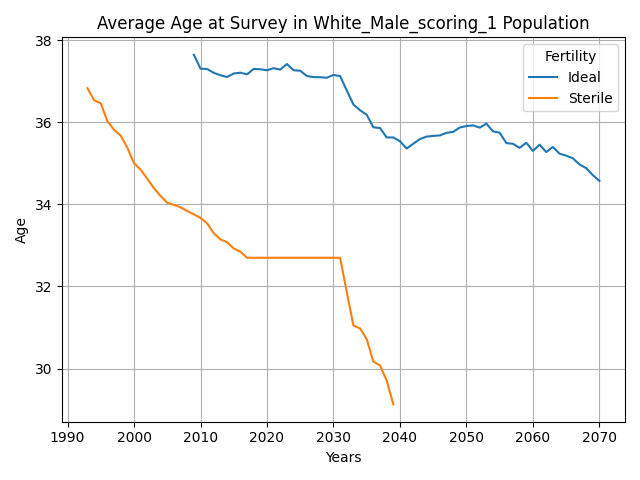 Average Age at Survey in White_Male_scoring_1 Population
Fertility
Ideal
Sterile
38
36
34
32
30
Age
1990 2000 2010 2020 2030 2040 2050 2060 2070
Years